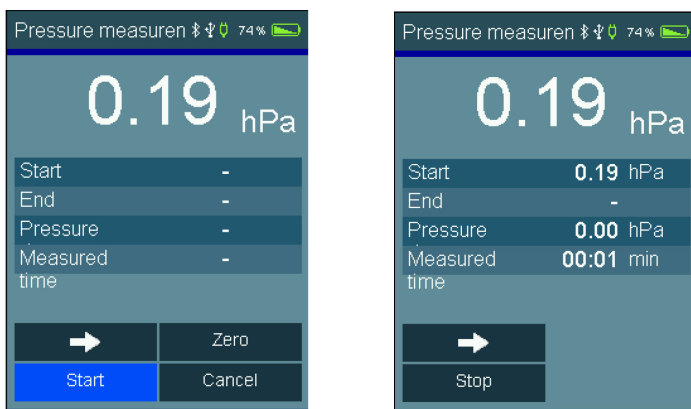 Pressure measuren 74%
0.19 hPa
Start -
End -
Pressure -
Measured -
time
Zero
Start Cancel
Pressure measuren 74%
0.19 hPa
Start 0.19 hPa
End -
Pressure 0.00 hPa
Measured 00:01 min
time
Stop